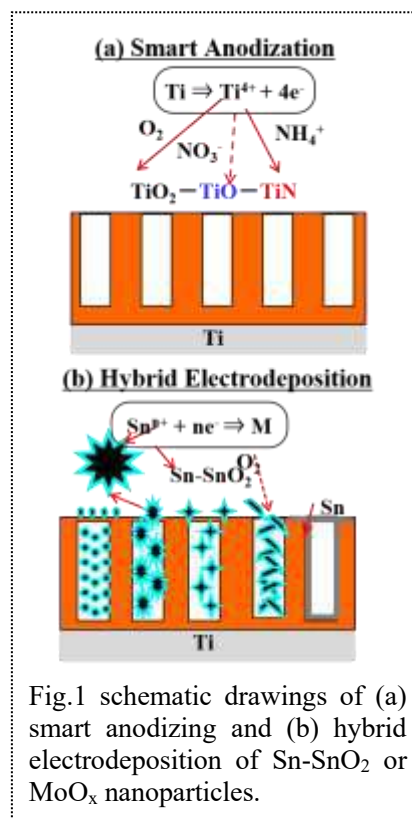 (a) Smart Anodization
Ti ⇒ Ti⁴⁺ + 4e⁻
O₂
NO₃⁻
NH₄⁺
TiO₂－TiO－TiN
Ti
(b) Hybrid Electrodeposition
Snᵖ⁺ + ne⁻ ⇒ M
O₂
Sn-SnO₂
Sn
Ti
Fig.1 schematic drawings of (a)
smart anodizing and (b) hybrid
electrodeposition of Sn-SnO₂ or
MoOₓ nanoparticles.